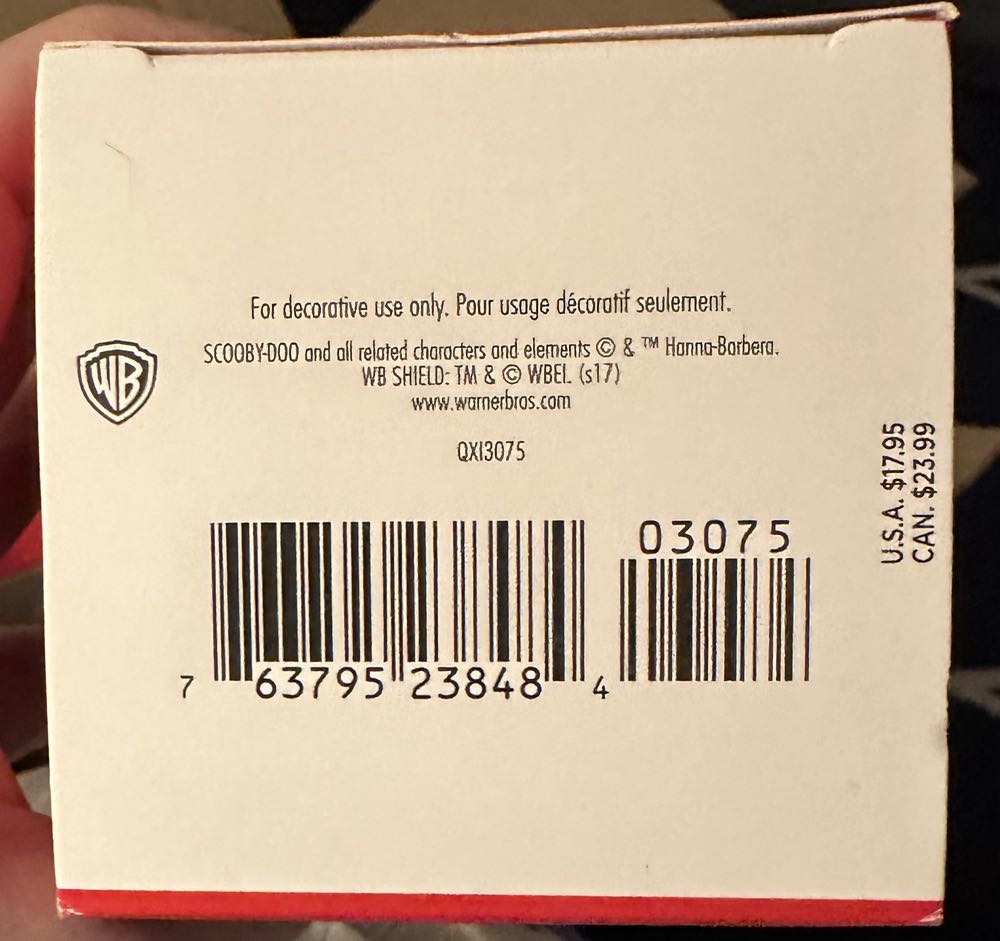 For decorative use only. Pour usage décoratif seulement.
SCOOBY-DOO and all related characters and elements © & ™ Hanna-Barbera.
WB SHIELD: TM & © WBEI. (s17)
www.warnerbros.com
WB
QXI3075
03075
7 63795 23848 4
U.S.A. $17.95
CAN. $23.99